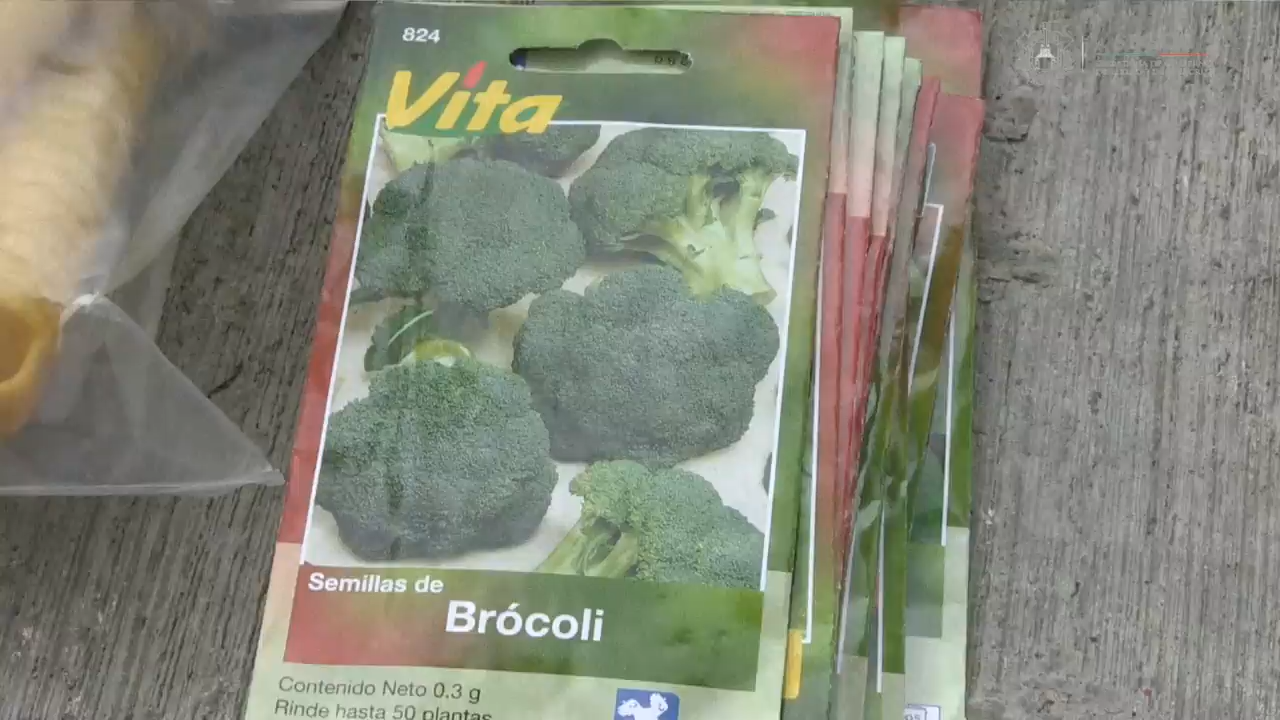 824
Vita
Semillas de
Brócoli
Contenido Neto 0.3 g
Rinde hasta 50 plantas